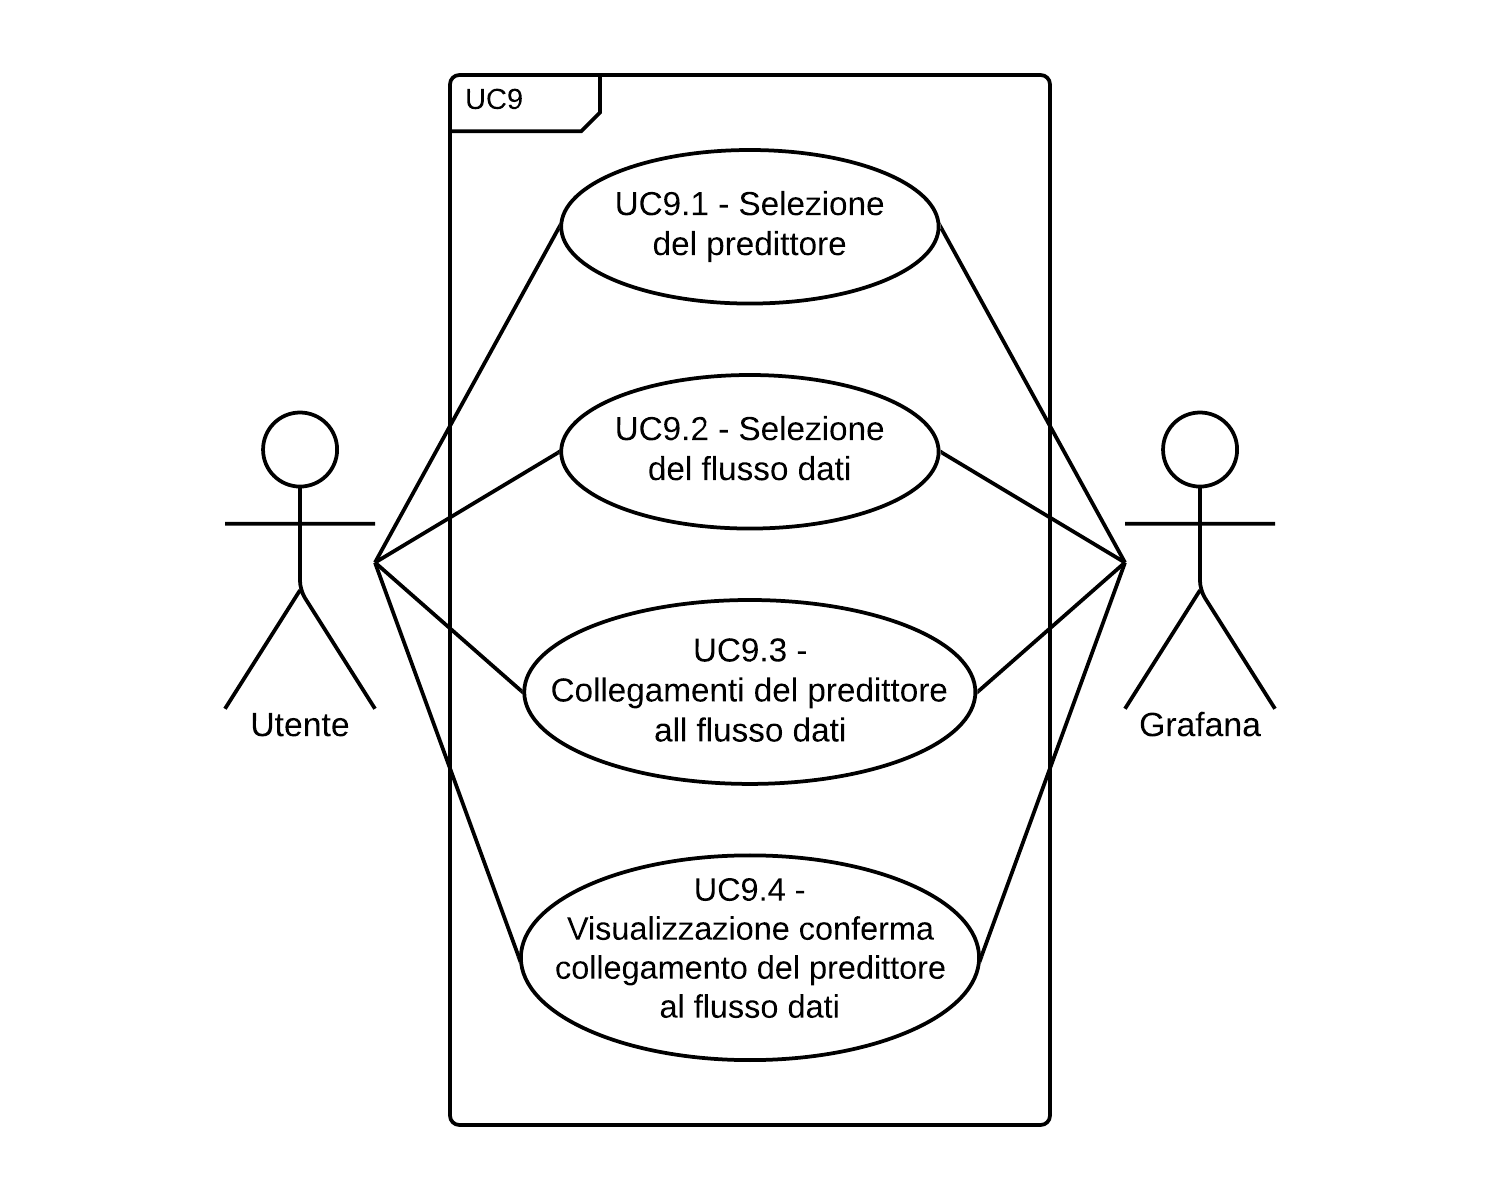 UC9
UC9.1 - Selezione
del predittore
UC9.2 - Selezione
del flusso dati
UC9.3 -
Collegamenti del predittore
all flusso dati
Utente
Grafana
UC9.4 -
Visualizzazione conferma
collegamento del predittore
al flusso dati